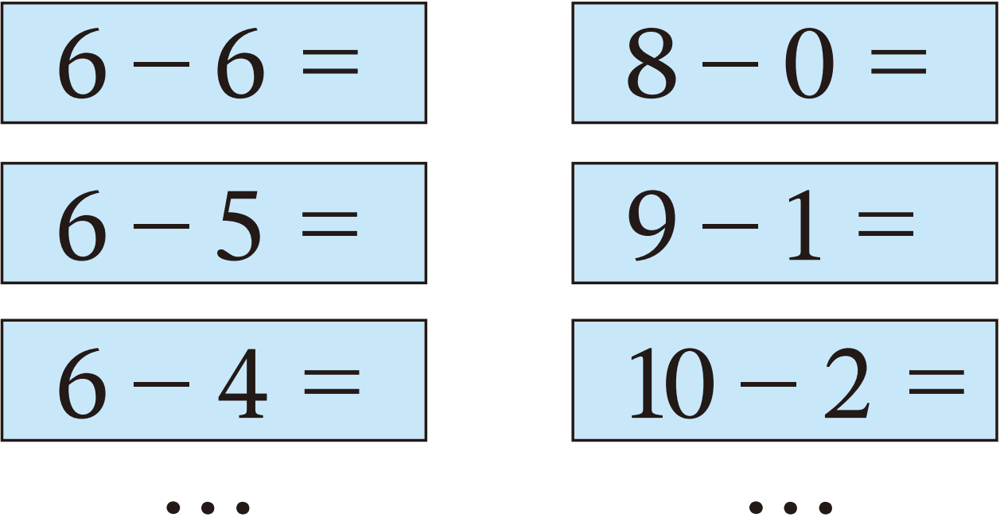 6 − 6 =
8 − 0 =
6 − 5 =
9 − 1 =
6 − 4 =
10 − 2 =
… …